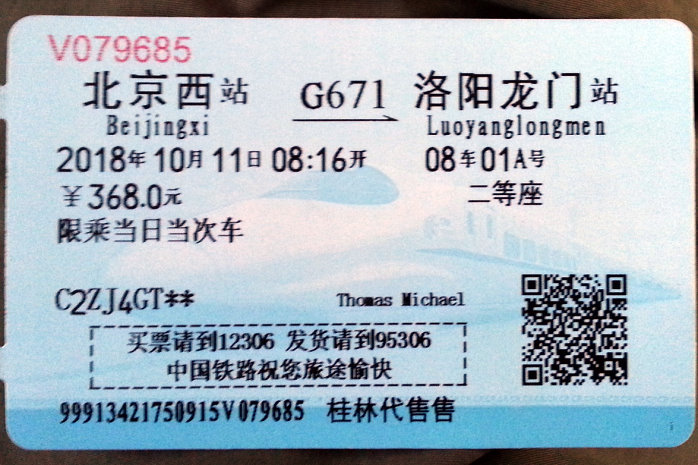 V079685
北京西站 G671 洛阳龙门站
Beijingxi Luoyanglongmen
2018年10月11日08:16开 08车01A号
￥368.0元 二等座
限乘当日当次车
C2ZJ4GT** Thomas Michael
买票请到12306 发货请到95306
中国铁路祝您旅途愉快
99913421750915V079685 桂林代售售